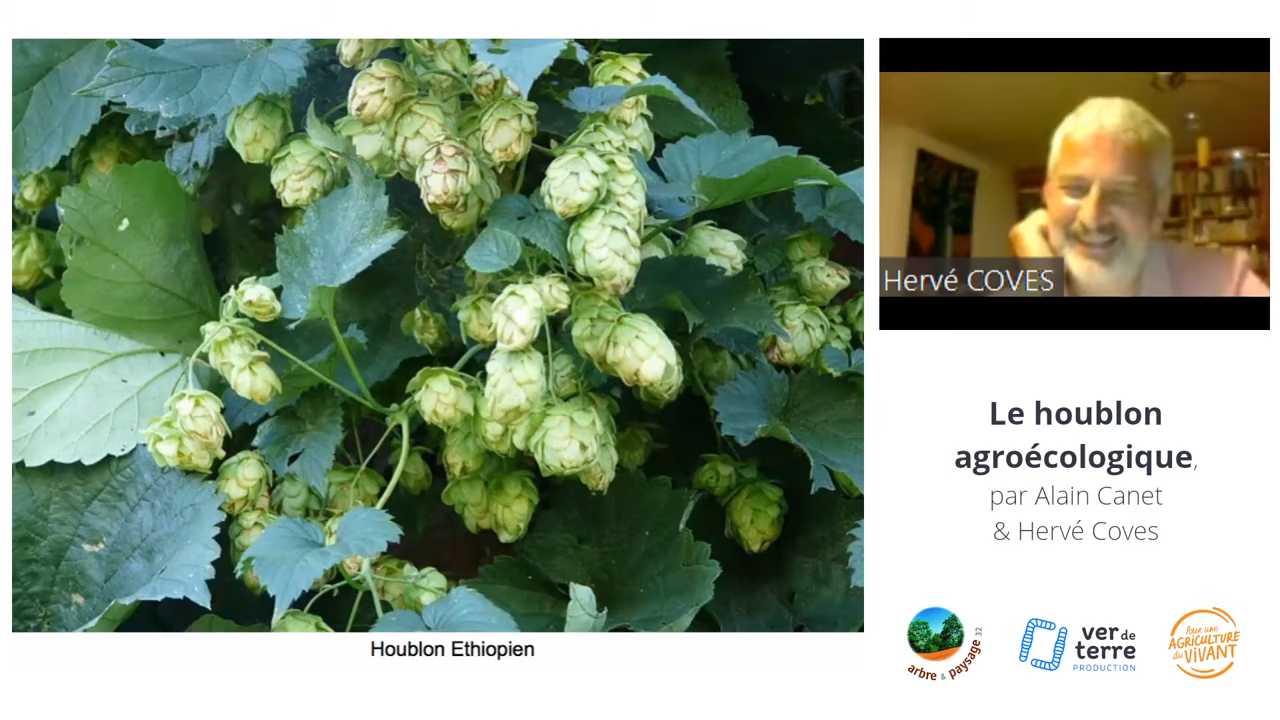 Hervé COVES
Le houblon
agroécologique,
par Alain Canet
& Hervé Coves
Houblon Ethiopien
arbre & paysage 32
ver de
terre
PRODUCTION
Pour une
AGRICULTURE
du VIVANT